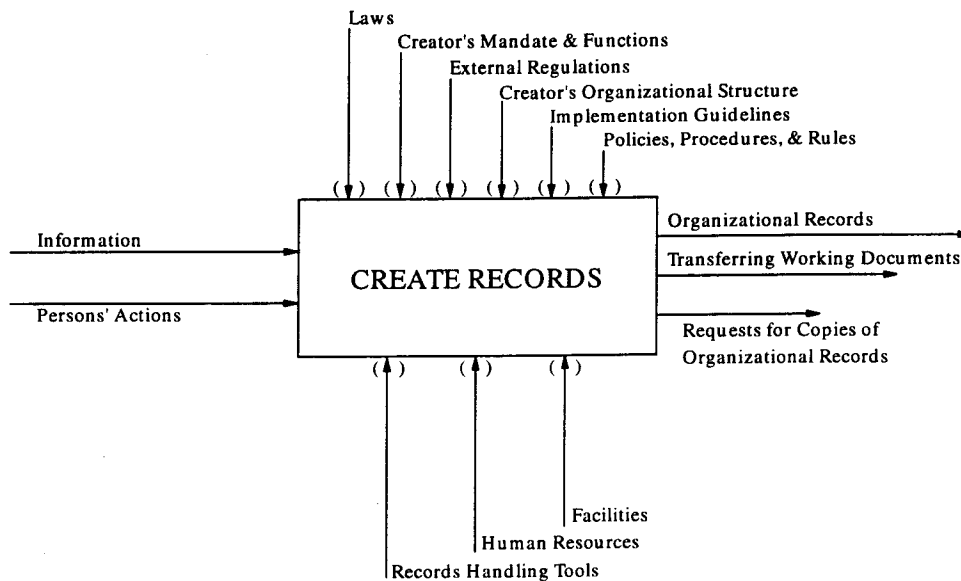 Laws
Creator's Mandate & Functions
External Regulations
Creator's Organizational Structure
Implementation Guidelines
Policies, Procedures, & Rules
( ) ( ) ( ) ( ) ( ) ( )
Information
Persons' Actions
CREATE RECORDS
Organizational Records
Transferring Working Documents
Requests for Copies of
Organizational Records
( ) ( ) ( )
Facilities
Human Resources
Records Handling Tools